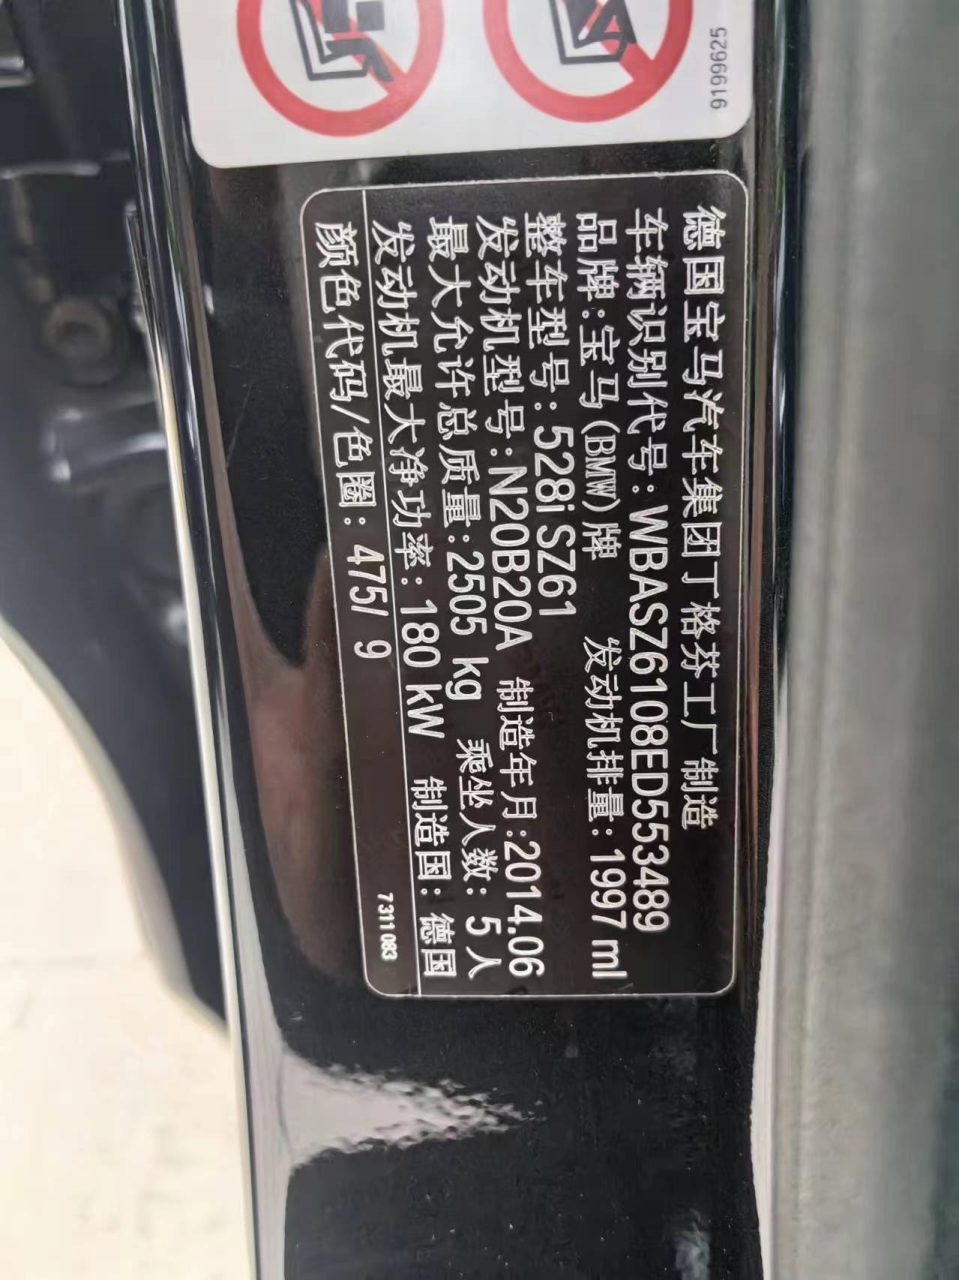 9199625
德国宝马汽车集团丁格芬工厂制造
车辆识别代号:WBASZ6108ED553489
品牌:宝马(BMW)牌 发动机排量:1997 ml
整车型号:528i SZ61
发动机型号:N20B20A 制造年月:2014.06
最大允许总质量:2505 kg 乘坐人数:5人
发动机最大净功率:180 kW 制造国:德国
颜色代码/色圈:475/ 9
7311083